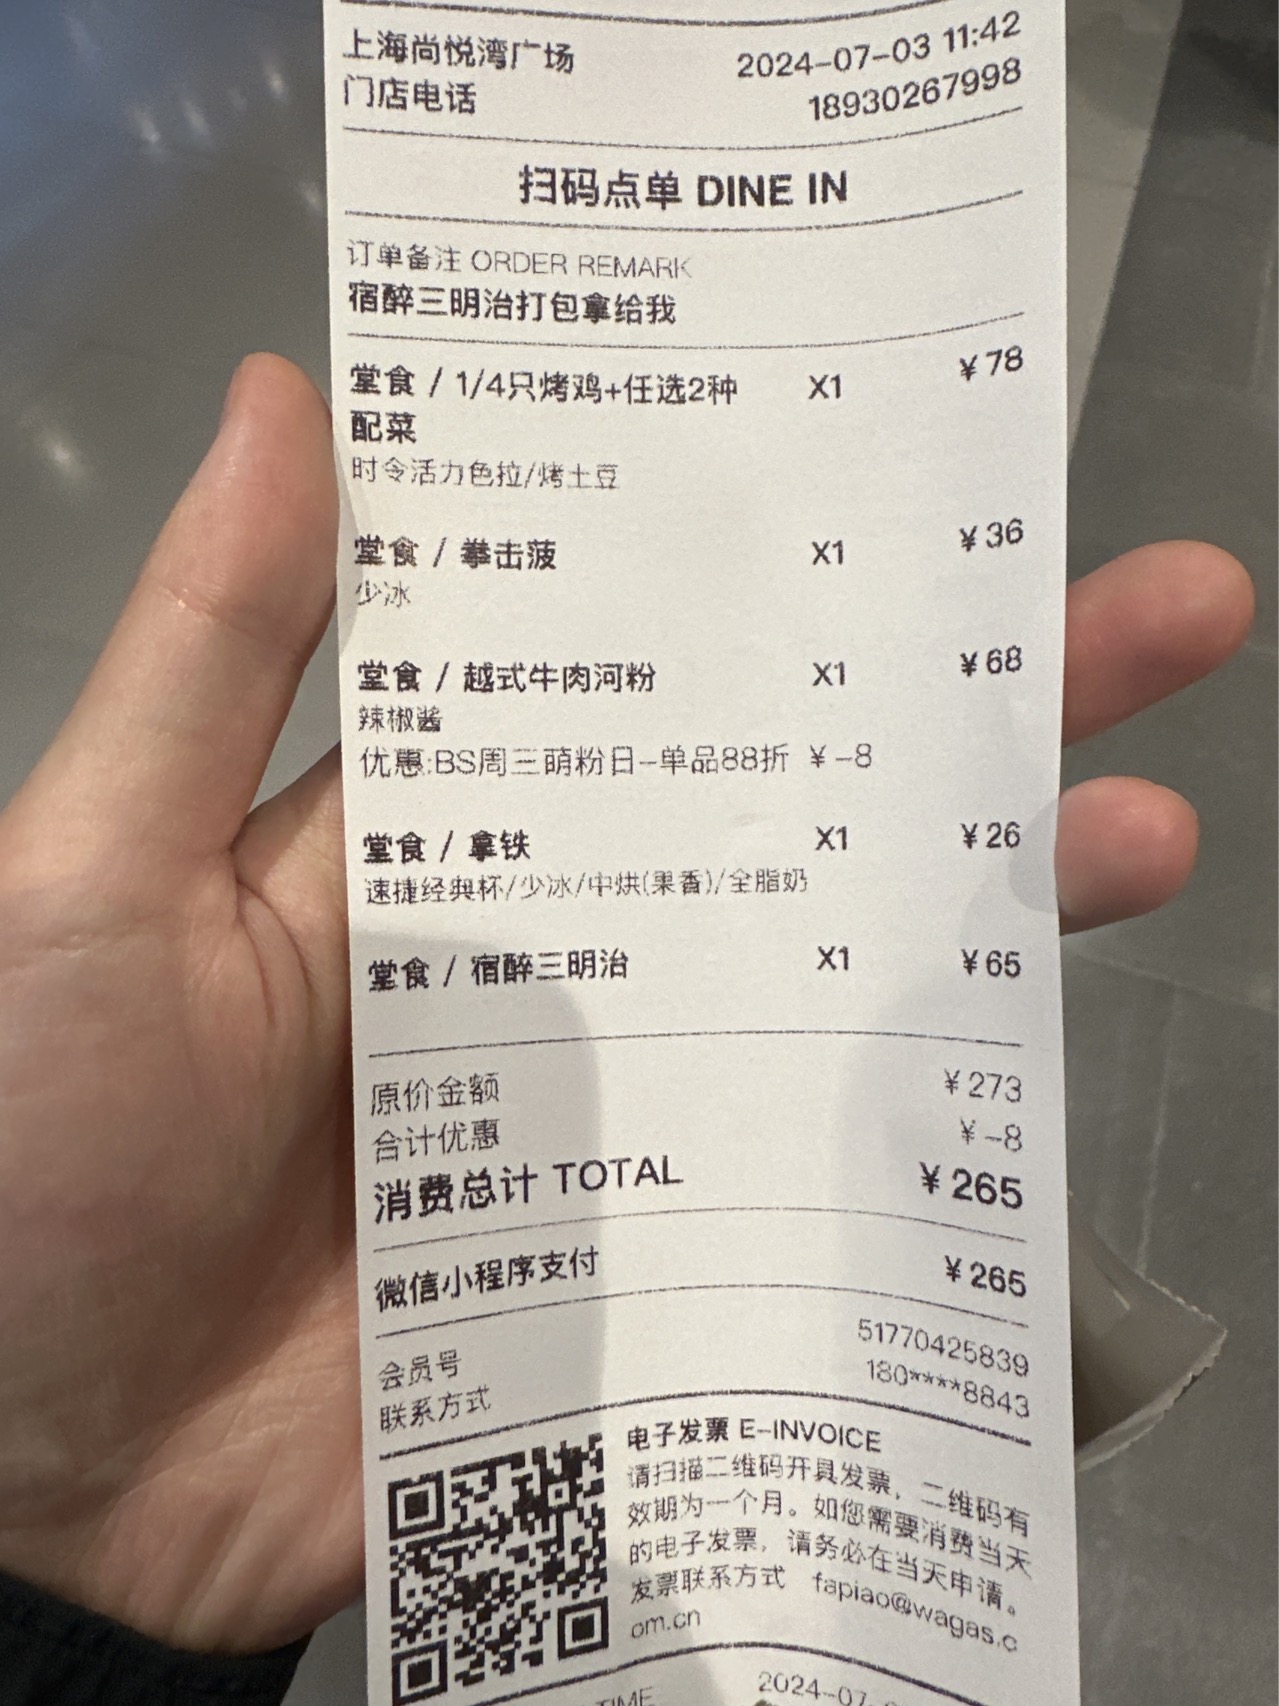 上海尚悦湾广场 2024-07-03 11:42
门店电话 18930267998
扫码点单 DINE IN
订单备注 ORDER REMARK
宿醉三明治打包拿给我
堂食 / 1/4只烤鸡+任选2种 X1 ￥78
配菜
时令活力色拉/烤土豆
堂食 / 拳击菠 X1 ￥36
少冰
堂食 / 越式牛肉河粉 X1 ￥68
辣椒酱
优惠:BS周三萌粉日-单品88折 ￥-8
堂食 / 拿铁 X1 ￥26
速捷经典杯/少冰/中烘(果香)/全脂奶
堂食 / 宿醉三明治 X1 ￥65
原价金额 ￥273
合计优惠 ￥-8
消费总计 TOTAL ￥265
微信小程序支付 ￥265
会员号 51770425839
联系方式 180****8843
电子发票 E-INVOICE
请扫描二维码开具发票，二维码有
效期为一个月。如您需要消费当天
的电子发票，请务必在当天申请。
发票联系方式 fapiao@wagas.c
om.cn
TIME 2024-07-